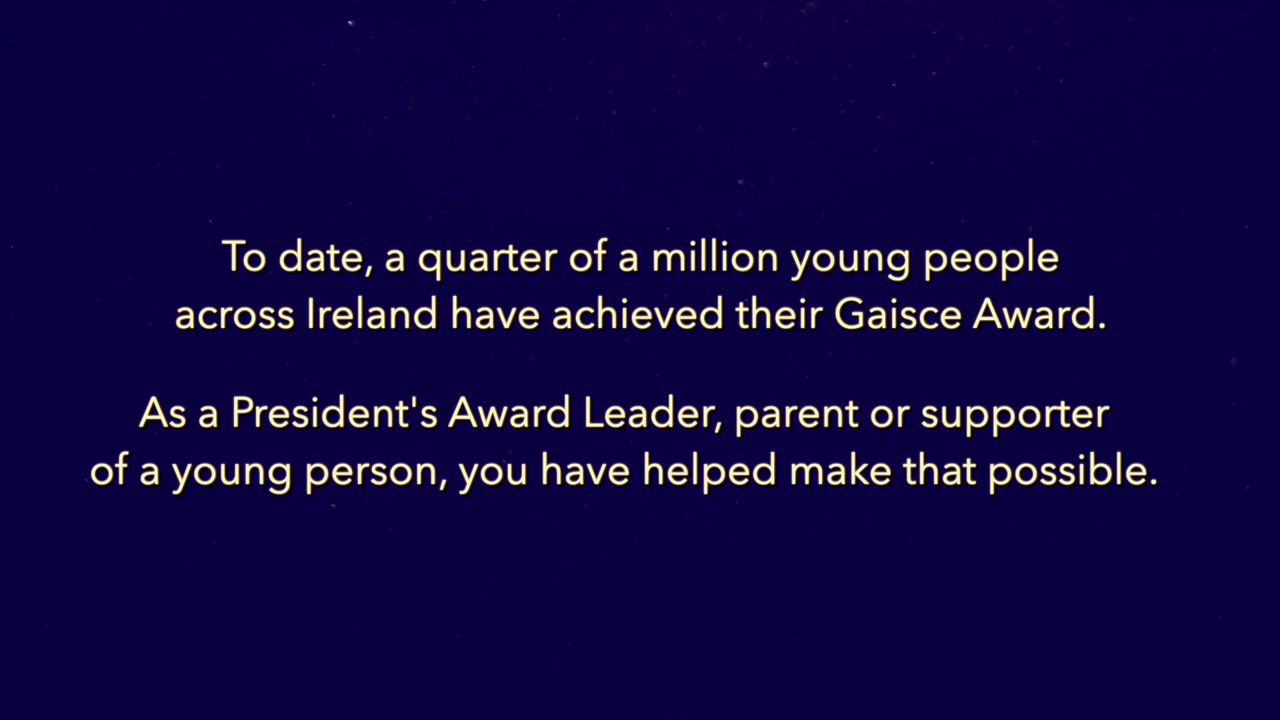 To date, a quarter of a million young people
across Ireland have achieved their Gaisce Award.
As a President's Award Leader, parent or supporter
of a young person, you have helped make that possible.